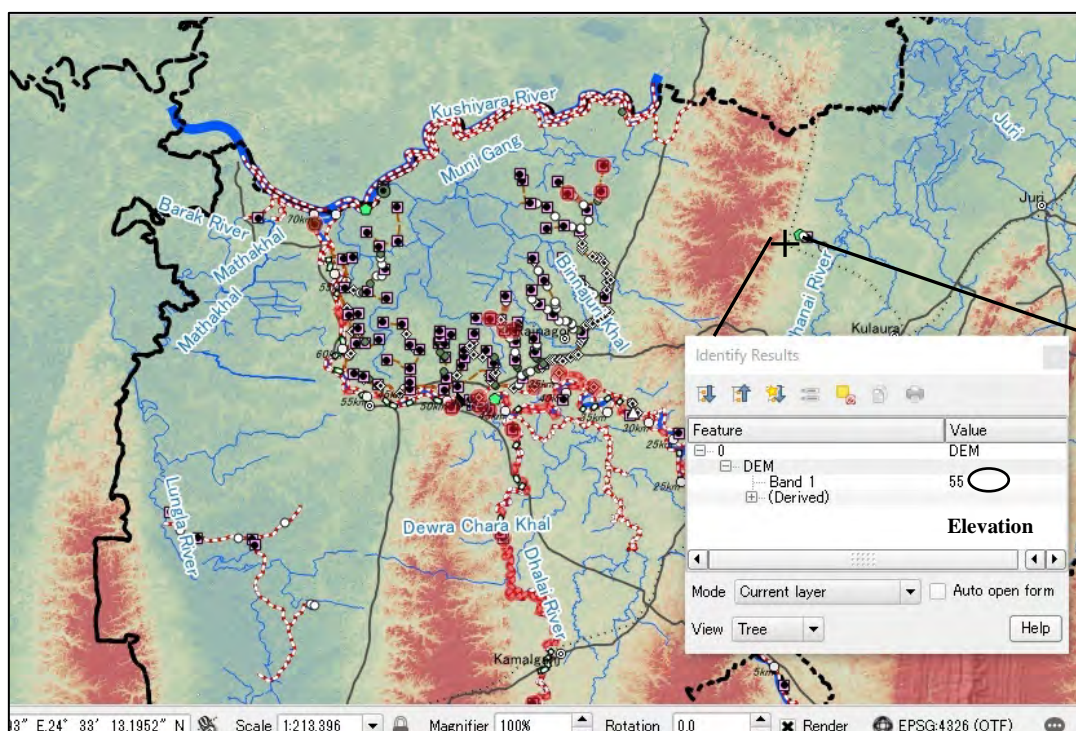 Kushiyara River
Muni Gang
Juri
Juri
Barak River
70km
Mathakhal
Mathakhal
Binnajuri Khal
Kulaura
60km
55km
50km
30km
25km
25km
Lungla River
Dewra Chara Khal
Dhalai River
5km
Identify Results
Feature Value
0 DEM
DEM
Band 1 55
(Derived)
Elevation
Mode Current layer Auto open form
View Tree Help
E.24° 33' 13.1952" N Scale 1:213,396 Magnifier 100% Rotation 0.0 Render EPSG:4326 (OTF)